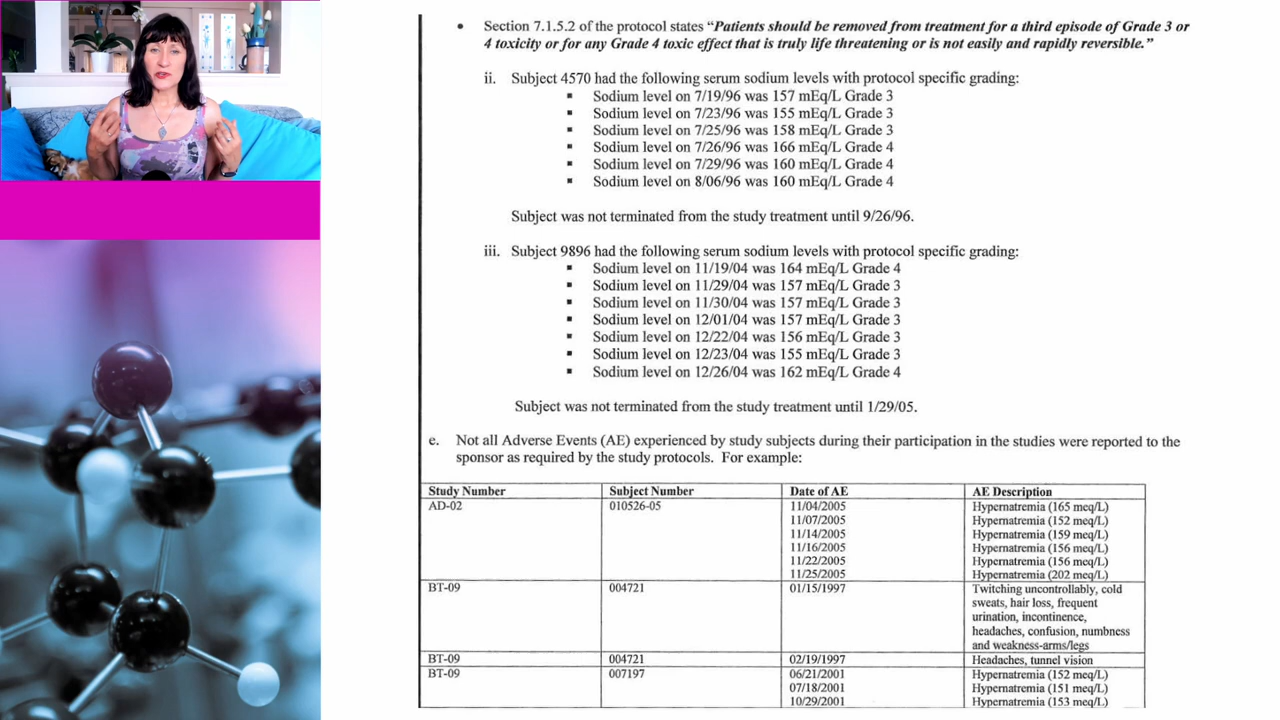 • Section 7.1.5.2 of the protocol states “Patients should be removed from treatment for a third episode of Grade 3 or
4 toxicity or for any Grade 4 toxic effect that is truly life threatening or is not easily and rapidly reversible.”
ii. Subject 4570 had the following serum sodium levels with protocol specific grading:
▪ Sodium level on 7/19/96 was 157 mEq/L Grade 3
▪ Sodium level on 7/23/96 was 155 mEq/L Grade 3
▪ Sodium level on 7/25/96 was 158 mEq/L Grade 3
▪ Sodium level on 7/26/96 was 166 mEq/L Grade 4
▪ Sodium level on 7/29/96 was 160 mEq/L Grade 4
▪ Sodium level on 8/06/96 was 160 mEq/L Grade 4
Subject was not terminated from the study treatment until 9/26/96.
iii. Subject 9896 had the following serum sodium levels with protocol specific grading:
▪ Sodium level on 11/19/04 was 164 mEq/L Grade 4
▪ Sodium level on 11/29/04 was 157 mEq/L Grade 3
▪ Sodium level on 11/30/04 was 157 mEq/L Grade 3
▪ Sodium level on 12/01/04 was 157 mEq/L Grade 3
▪ Sodium level on 12/22/04 was 156 mEq/L Grade 3
▪ Sodium level on 12/23/04 was 155 mEq/L Grade 3
▪ Sodium level on 12/26/04 was 162 mEq/L Grade 4
Subject was not terminated from the study treatment until 1/29/05.
e. Not all Adverse Events (AE) experienced by study subjects during their participation in the studies were reported to the
sponsor as required by the study protocols. For example:
Study Number Subject Number Date of AE AE Description
AD-02 010526-05 11/04/2005 Hypernatremia (165 meq/L)
11/07/2005 Hypernatremia (152 meq/L)
11/14/2005 Hypernatremia (159 meq/L)
11/16/2005 Hypernatremia (156 meq/L)
11/22/2005 Hypernatremia (156 meq/L)
11/25/2005 Hypernatremia (202 meq/L)
BT-09 004721 01/15/1997 Twitching uncontrollably, cold
sweats, hair loss, frequent
urination, incontinence,
headaches, confusion, numbness
and weakness-arms/legs
BT-09 004721 02/19/1997 Headaches, tunnel vision
BT-09 007197 06/21/2001 Hypernatremia (152 meq/L)
07/18/2001 Hypernatremia (151 meq/L)
10/29/2001 Hypernatremia (153 meq/L)